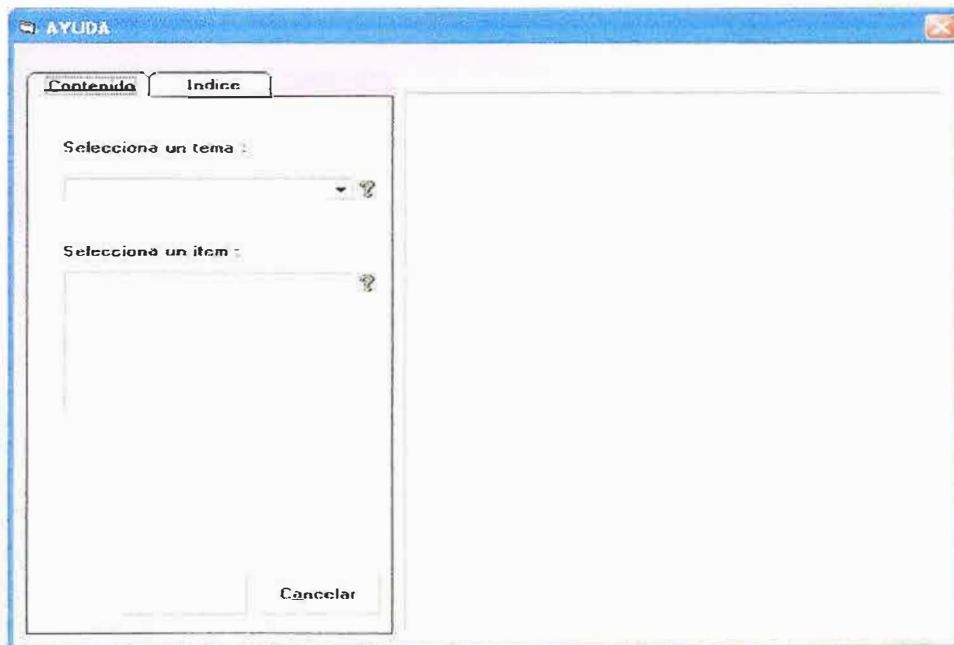 AYUDA
Contenido
Indice
Selecciona un tema :
Selecciona un item :
Cancelar